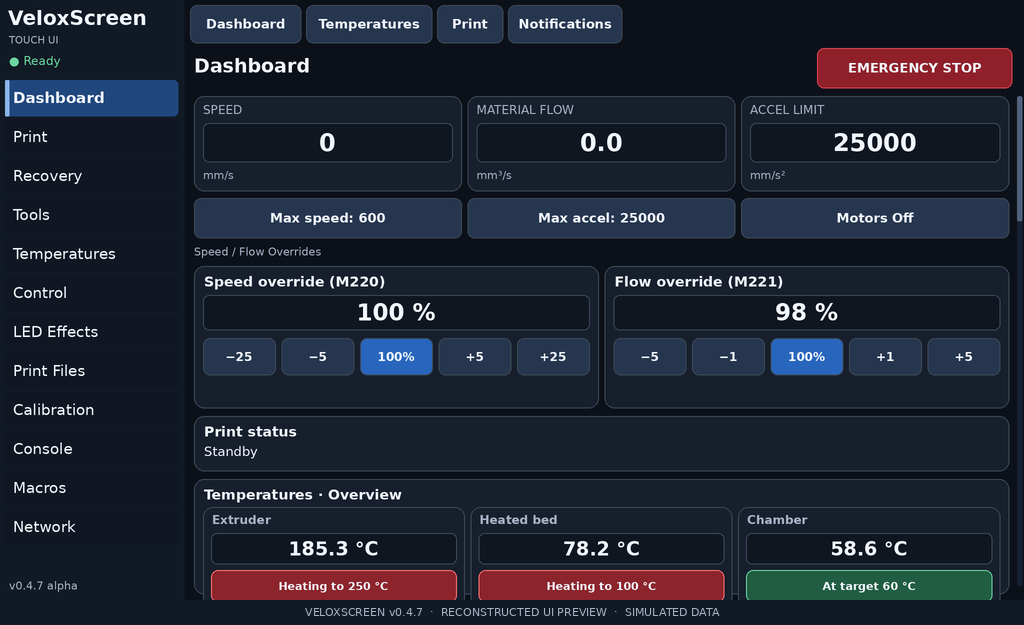 VeloxScreen
TOUCH UI
Ready
Dashboard
Print
Recovery
Tools
Temperatures
Control
LED Effects
Print Files
Calibration
Console
Macros
Network
v0.4.7 alpha
Dashboard Temperatures Print Notifications
Dashboard
EMERGENCY STOP
SPEED
0
mm/s
MATERIAL FLOW
0.0
mm³/s
ACCEL LIMIT
25000
mm/s²
Max speed: 600
Max accel: 25000
Motors Off
Speed / Flow Overrides
Speed override (M220)
100 %
−25 −5 100% +5 +25
Flow override (M221)
98 %
−5 −1 100% +1 +5
Print status
Standby
Temperatures · Overview
Extruder
185.3 °C
Heating to 250 °C
Heated bed
78.2 °C
Heating to 100 °C
Chamber
58.6 °C
At target 60 °C
VELOXSCREEN v0.4.7 · RECONSTRUCTED UI PREVIEW · SIMULATED DATA